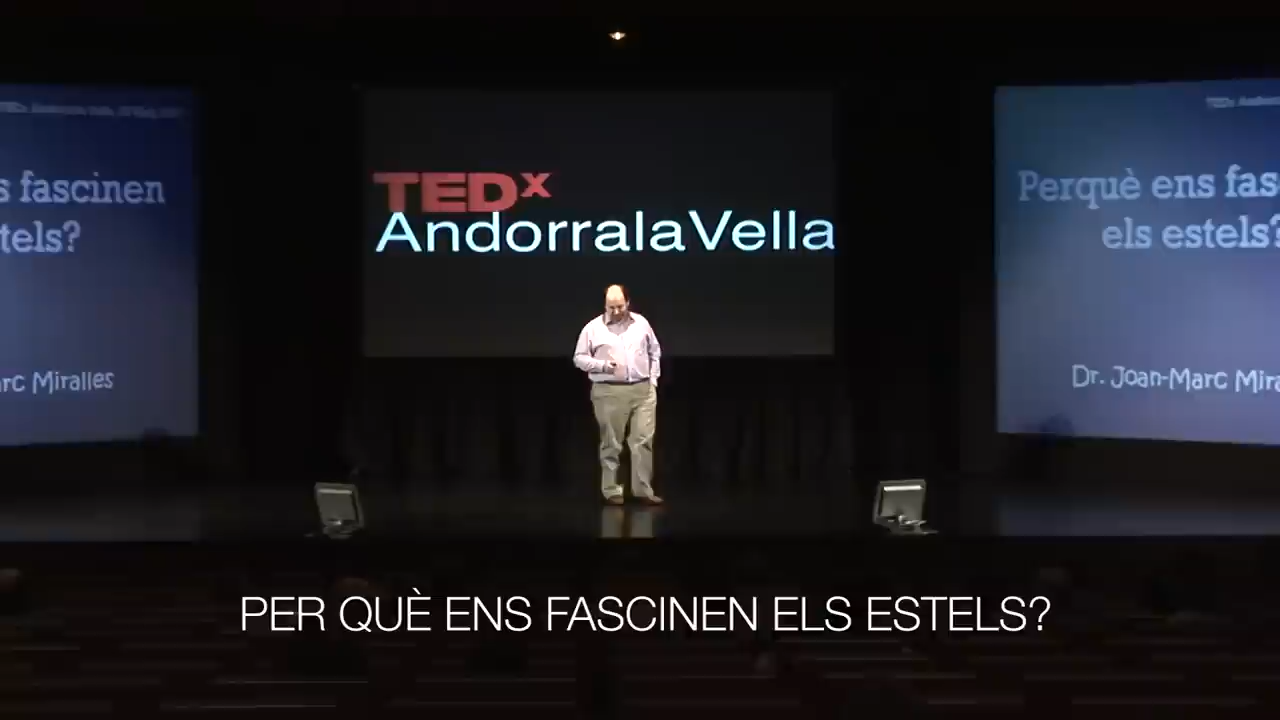 s fascinen
tels?
arc Miralles
TEDx
AndorralaVella
Perquè ens fas
els estels?
Dr. Joan-Marc Mira
PER QUÈ ENS FASCINEN ELS ESTELS?